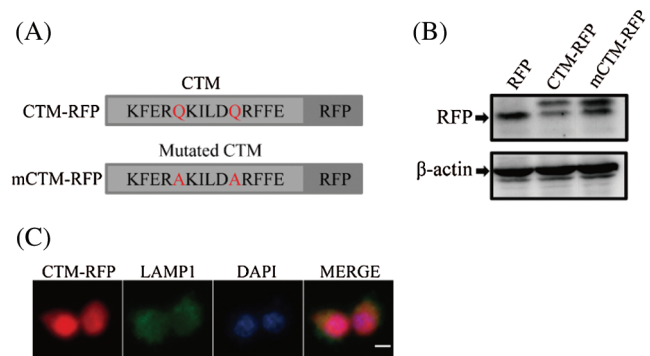 (A)
CTM
CTM-RFP KFERQKILDQRFFE RFP
Mutated CTM
mCTM-RFP KFERAKILDARFFE RFP
(B)
RFP CTM-RFP mCTM-RFP
RFP
β-actin
(C)
CTM-RFP LAMP1 DAPI MERGE